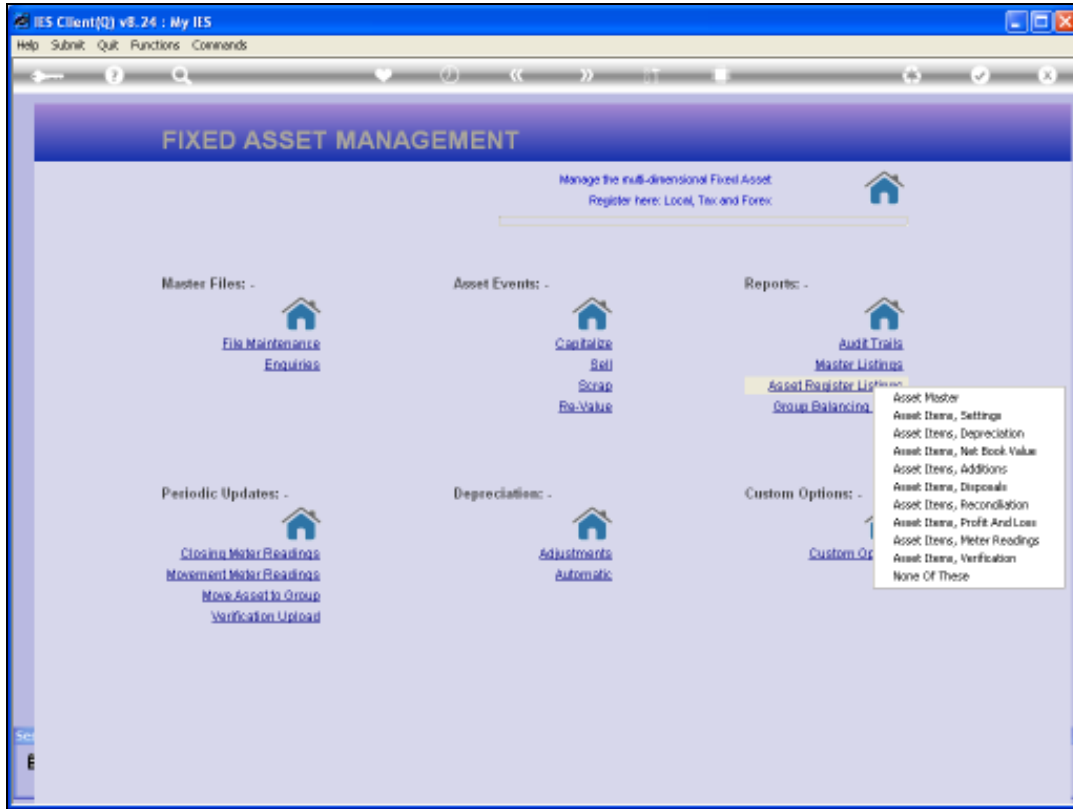 IES Client(Q) v8.24 : My IES
Help Submit Quit Functions Commands
FIXED ASSET MANAGEMENT
Manage the multi-dimensional Fixed Asset
Register here: Local, Tax and Forex
Master Files: -
File Maintenance
Enquiries
Asset Events: -
Capitalize
Sell
Scrap
Re-Value
Reports: -
Audit Trails
Master Listings
Asset Register Listings
Group Balancing
Asset Master
Asset Items, Settings
Asset Items, Depreciation
Asset Items, Net Book Value
Asset Items, Additions
Asset Items, Disposals
Asset Items, Reconciliation
Asset Items, Profit And Loss
Asset Items, Meter Readings
Asset Items, Verification
None Of These
Periodic Updates: -
Closing Meter Readings
Movement Meter Readings
Move Asset to Group
Verification Upload
Depreciation: -
Adjustments
Automatic
Custom Options: -
Custom Op
Se